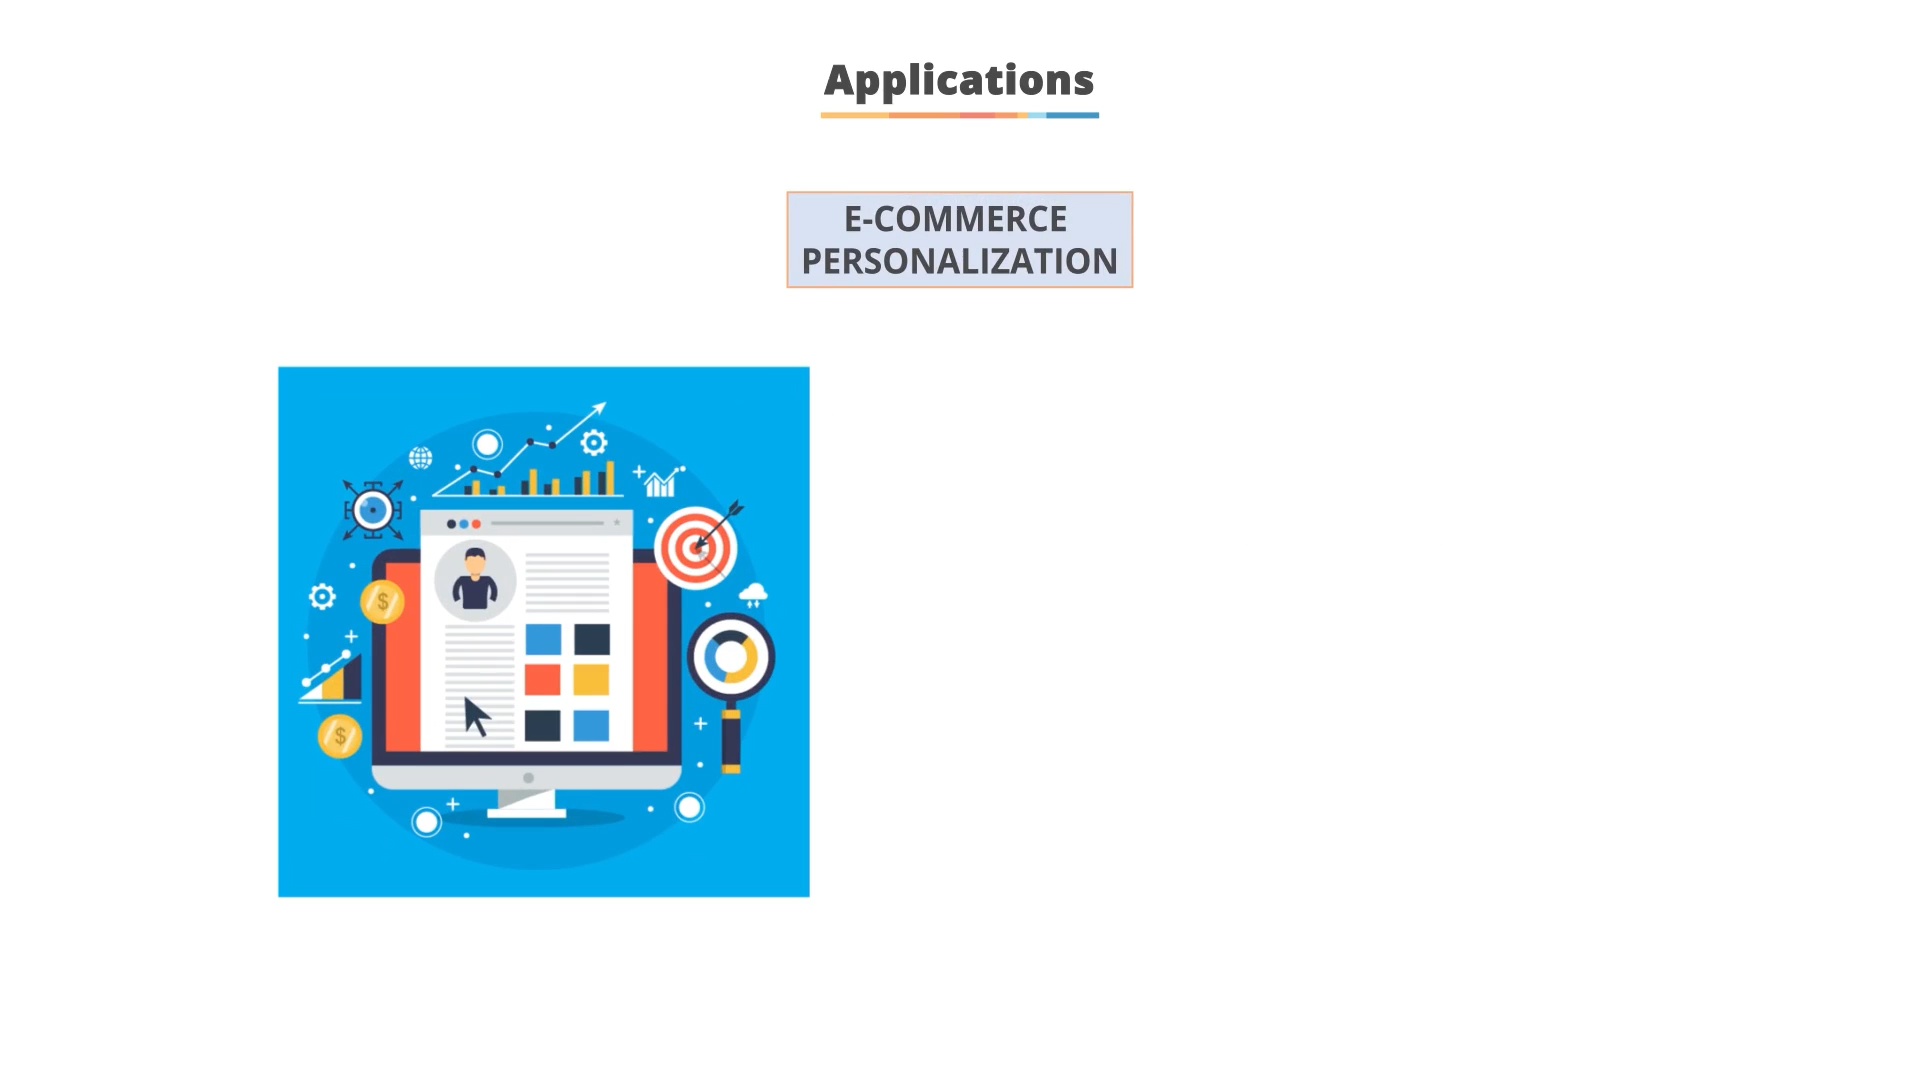 Applications
E-COMMERCE
PERSONALIZATION
$
$